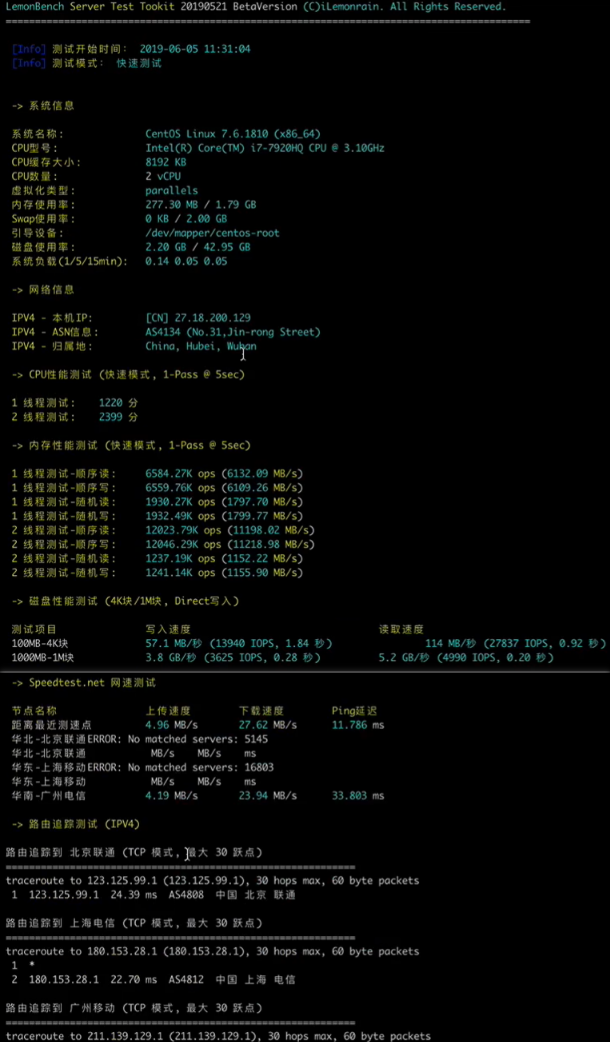 LemonBench Server Test Tookit 20190521 BetaVersion (C)iLemonrain. All Rights Reserved.
[Info] 测试开始时间: 2019-06-05 11:31:04
[Info] 测试模式: 快速测试
-> 系统信息
系统名称: CentOS Linux 7.6.1810 (x86_64)
CPU型号: Intel(R) Core(TM) i7-7920HQ CPU @ 3.10GHz
CPU缓存大小: 8192 KB
CPU数量: 2 vCPU
虚拟化类型: parallels
内存使用率: 277.30 MB / 1.79 GB
Swap使用率: 0 KB / 2.00 GB
引导设备: /dev/mapper/centos-root
磁盘使用率: 2.20 GB / 42.95 GB
系统负载(1/5/15min): 0.14 0.05 0.05
-> 网络信息
IPV4 - 本机IP: [CN] 27.18.200.129
IPV4 - ASN信息: AS4134 (No.31,Jin-rong Street)
IPV4 - 归属地: China, Hubei, Wuhan
-> CPU性能测试 (快速模式, 1-Pass @ 5sec)
1 线程测试: 1220 分
2 线程测试: 2399 分
-> 内存性能测试 (快速模式, 1-Pass @ 5sec)
1 线程测试-顺序读: 6584.27K ops (6132.09 MB/s)
1 线程测试-顺序写: 6559.76K ops (6109.26 MB/s)
1 线程测试-随机读: 1930.27K ops (1797.70 MB/s)
1 线程测试-随机写: 1932.49K ops (1799.77 MB/s)
2 线程测试-顺序读: 12023.79K ops (11198.02 MB/s)
2 线程测试-顺序写: 12046.29K ops (11218.98 MB/s)
2 线程测试-随机读: 1237.19K ops (1152.22 MB/s)
2 线程测试-随机写: 1241.14K ops (1155.90 MB/s)
-> 磁盘性能测试 (4K块/1M块, Direct写入)
测试项目 写入速度 读取速度
100MB-4K块 57.1 MB/秒 (13940 IOPS, 1.84 秒) 114 MB/秒 (27837 IOPS, 0.92 秒)
1000MB-1M块 3.8 GB/秒 (3625 IOPS, 0.28 秒) 5.2 GB/秒 (4990 IOPS, 0.20 秒)
-> Speedtest.net 网速测试
节点名称 上传速度 下载速度 Ping延迟
距离最近测速点 4.96 MB/s 27.62 MB/s 11.786 ms
华北-北京联通ERROR: No matched servers: 5145
华北-北京联通 MB/s MB/s ms
华东-上海移动ERROR: No matched servers: 16803
华东-上海移动 MB/s MB/s ms
华南-广州电信 4.19 MB/s 23.94 MB/s 33.803 ms
-> 路由追踪测试 (IPV4)
路由追踪到 北京联通 (TCP 模式, 最大 30 跃点)
============================================================
traceroute to 123.125.99.1 (123.125.99.1), 30 hops max, 60 byte packets
1 123.125.99.1 24.39 ms AS4808 中国 北京 联通
路由追踪到 上海电信 (TCP 模式, 最大 30 跃点)
============================================================
traceroute to 180.153.28.1 (180.153.28.1), 30 hops max, 60 byte packets
1 *
2 180.153.28.1 22.70 ms AS4812 中国 上海 电信
路由追踪到 广州移动 (TCP 模式, 最大 30 跃点)
============================================================
traceroute to 211.139.129.1 (211.139.129.1), 30 hops max, 60 byte packets